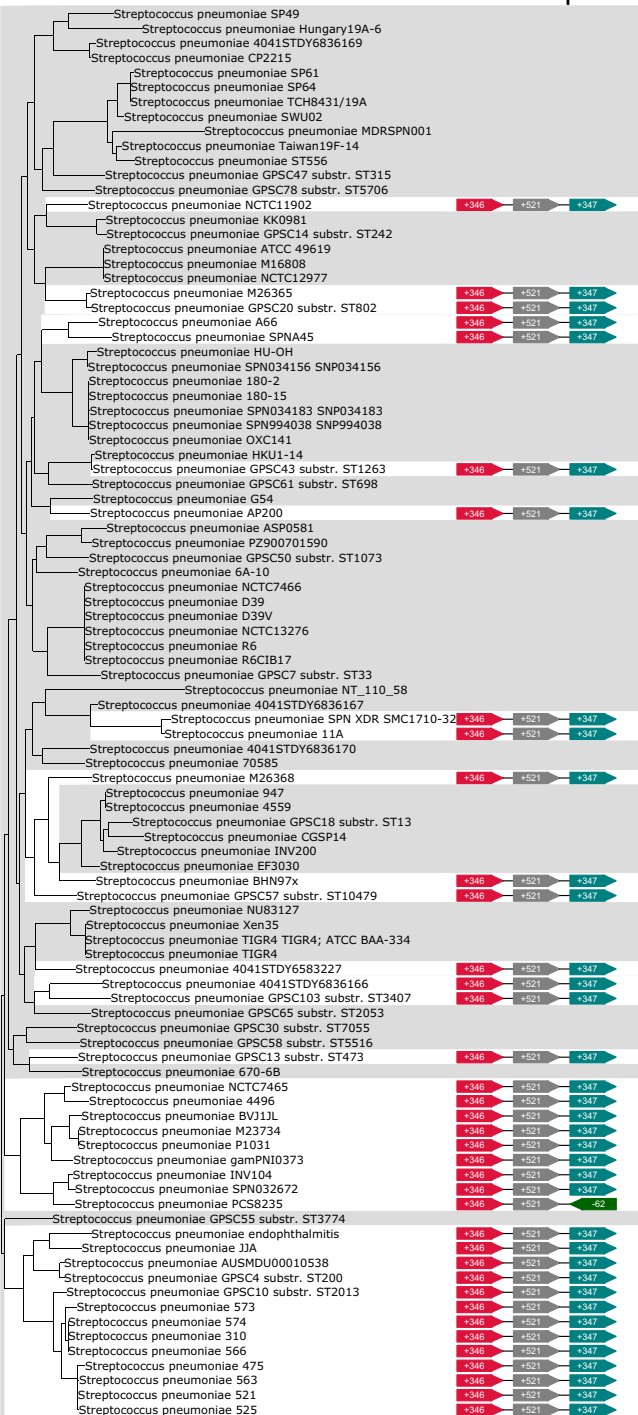 Streptococcus pneumoniae SP49
Streptococcus pneumoniae Hungary19A-6
Streptococcus pneumoniae 4041STDY6836169
Streptococcus pneumoniae CP2215
Streptococcus pneumoniae SP61
Streptococcus pneumoniae SP64
Streptococcus pneumoniae TCH8431/19A
Streptococcus pneumoniae SWU02
Streptococcus pneumoniae MDRSPN001
Streptococcus pneumoniae Taiwan19F-14
Streptococcus pneumoniae ST556
Streptococcus pneumoniae GPSC47 substr. ST315
Streptococcus pneumoniae GPSC78 substr. ST5706
Streptococcus pneumoniae NCTC11902 +346 +521 +347
Streptococcus pneumoniae KK0981
Streptococcus pneumoniae GPSC14 substr. ST242
Streptococcus pneumoniae ATCC 49619
Streptococcus pneumoniae M16808
Streptococcus pneumoniae NCTC12977
Streptococcus pneumoniae M26365 +346 +521 +347
Streptococcus pneumoniae GPSC20 substr. ST802 +346 +521 +347
Streptococcus pneumoniae A66 +346 +521 +347
Streptococcus pneumoniae SPNA45 +346 +521 +347
Streptococcus pneumoniae HU-OH
Streptococcus pneumoniae SPN034156 SNP034156
Streptococcus pneumoniae 180-2
Streptococcus pneumoniae 180-15
Streptococcus pneumoniae SPN034183 SNP034183
Streptococcus pneumoniae SPN994038 SNP994038
Streptococcus pneumoniae OXC141
Streptococcus pneumoniae HKU1-14
Streptococcus pneumoniae GPSC43 substr. ST1263 +346 +521 +347
Streptococcus pneumoniae GPSC61 substr. ST698
Streptococcus pneumoniae G54
Streptococcus pneumoniae AP200 +346 +521 +347
Streptococcus pneumoniae ASP0581
Streptococcus pneumoniae PZ900701590
Streptococcus pneumoniae GPSC50 substr. ST1073
Streptococcus pneumoniae 6A-10
Streptococcus pneumoniae NCTC7466
Streptococcus pneumoniae D39
Streptococcus pneumoniae D39V
Streptococcus pneumoniae NCTC13276
Streptococcus pneumoniae R6
Streptococcus pneumoniae R6CIB17
Streptococcus pneumoniae GPSC7 substr. ST33
Streptococcus pneumoniae NT_110_58
Streptococcus pneumoniae 4041STDY6836167
Streptococcus pneumoniae SPN XDR SMC1710-32 +346 +521 +347
Streptococcus pneumoniae 11A +346 +521 +347
Streptococcus pneumoniae 4041STDY6836170
Streptococcus pneumoniae 70585
Streptococcus pneumoniae M26368 +346 +521 +347
Streptococcus pneumoniae 947
Streptococcus pneumoniae 4559
Streptococcus pneumoniae GPSC18 substr. ST13
Streptococcus pneumoniae CGSP14
Streptococcus pneumoniae INV200
Streptococcus pneumoniae EF3030
Streptococcus pneumoniae BHN97x +346 +521 +347
Streptococcus pneumoniae GPSC57 substr. ST10479 +346 +521 +347
Streptococcus pneumoniae NU83127
Streptococcus pneumoniae Xen35
Streptococcus pneumoniae TIGR4 TIGR4; ATCC BAA-334
Streptococcus pneumoniae TIGR4
Streptococcus pneumoniae 4041STDY6583227 +346 +521 +347
Streptococcus pneumoniae 4041STDY6836166 +346 +521 +347
Streptococcus pneumoniae GPSC103 substr. ST3407 +346 +521 +347
Streptococcus pneumoniae GPSC65 substr. ST2053
Streptococcus pneumoniae GPSC30 substr. ST7055
Streptococcus pneumoniae GPSC58 substr. ST5516
Streptococcus pneumoniae GPSC13 substr. ST473 +346 +521 +347
Streptococcus pneumoniae 670-6B
Streptococcus pneumoniae NCTC7465 +346 +521 +347
Streptococcus pneumoniae 4496 +346 +521 +347
Streptococcus pneumoniae BVJ1JL +346 +521 +347
Streptococcus pneumoniae M23734 +346 +521 +347
Streptococcus pneumoniae P1031 +346 +521 +347
Streptococcus pneumoniae gamPNI0373 +346 +521 +347
Streptococcus pneumoniae INV104 +346 +521 +347
Streptococcus pneumoniae SPN032672 +346 +521 +347
Streptococcus pneumoniae PCS8235 +346 +521 -62
Streptococcus pneumoniae GPSC55 substr. ST3774
Streptococcus pneumoniae endophthalmitis +346 +521 +347
Streptococcus pneumoniae JJA +346 +521 +347
Streptococcus pneumoniae AUSMDU00010538 +346 +521 +347
Streptococcus pneumoniae GPSC4 substr. ST200 +346 +521 +347
Streptococcus pneumoniae GPSC10 substr. ST2013 +346 +521 +347
Streptococcus pneumoniae 573 +346 +521 +347
Streptococcus pneumoniae 574 +346 +521 +347
Streptococcus pneumoniae 310 +346 +521 +347
Streptococcus pneumoniae 566 +346 +521 +347
Streptococcus pneumoniae 475 +346 +521 +347
Streptococcus pneumoniae 563 +346 +521 +347
Streptococcus pneumoniae 521 +346 +521 +347
Streptococcus pneumoniae 525 +346 +521 +347